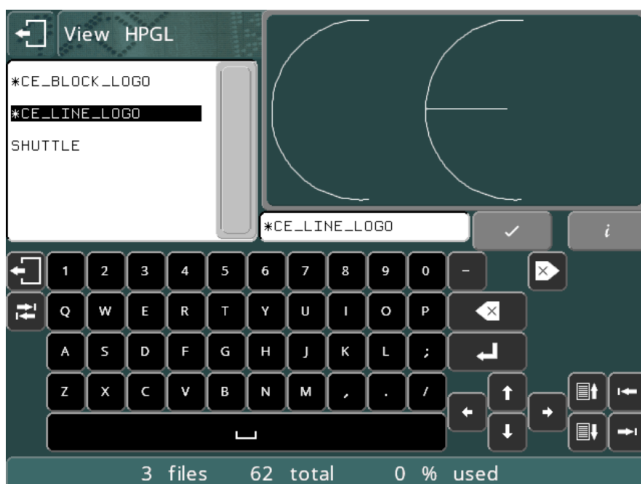 View HPGL
*CE_BLOCK_LOGO
*CE_LINE_LOGO
SHUTTLE
*CE_LINE_LOGO
i
1 2 3 4 5 6 7 8 9 0 -
Q W E R T Y U I O P
A S D F G H J K L ;
Z X C V B N M , . /
3 files 62 total 0 % used